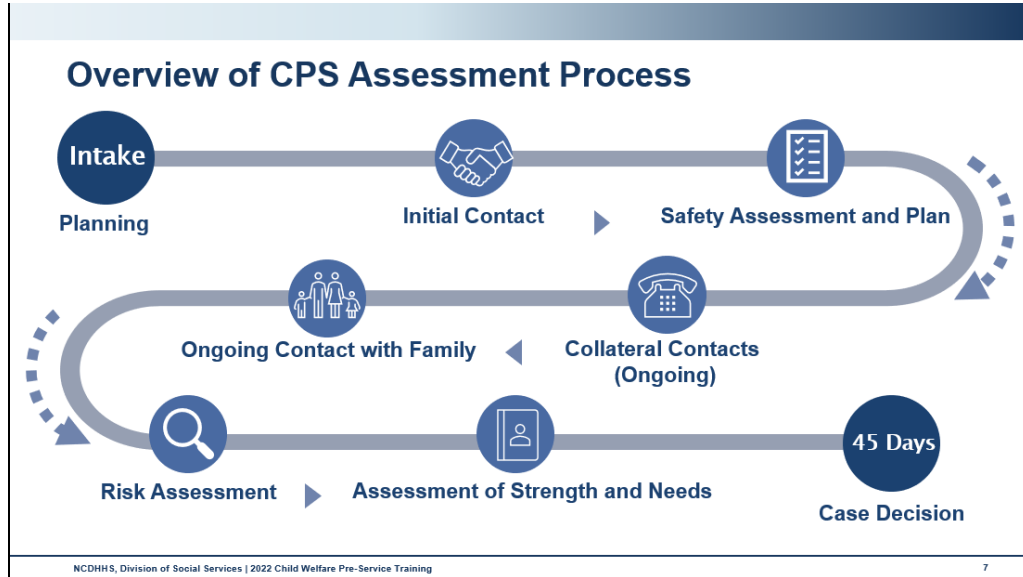 Overview of CPS Assessment Process
Intake
Planning
Initial Contact
Safety Assessment and Plan
Collateral Contacts
(Ongoing)
Ongoing Contact with Family
Risk Assessment
Assessment of Strength and Needs
45 Days
Case Decision
NCDHHS, Division of Social Services | 2022 Child Welfare Pre-Service Training
7